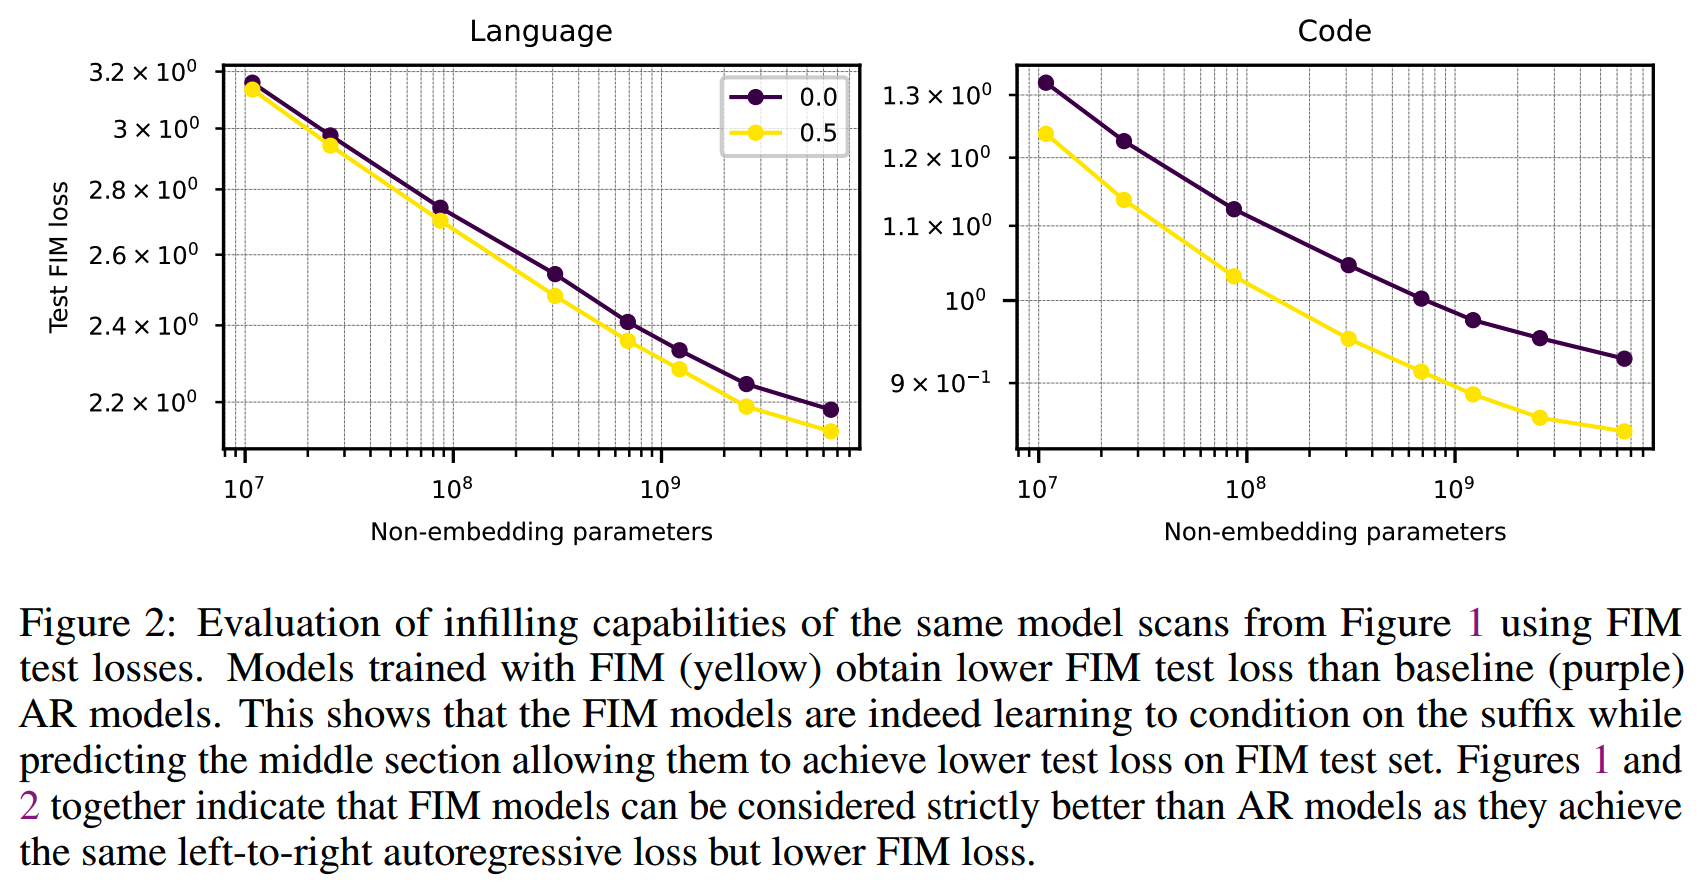 Language
Test FIM loss
3.2 × 10⁰
3 × 10⁰
2.8 × 10⁰
2.6 × 10⁰
2.4 × 10⁰
2.2 × 10⁰
0.0
0.5
10⁷
10⁸
10⁹
Non-embedding parameters
Code
1.3 × 10⁰
1.2 × 10⁰
1.1 × 10⁰
10⁰
9 × 10⁻¹
10⁷
10⁸
10⁹
Non-embedding parameters
Figure 2: Evaluation of infilling capabilities of the same model scans from Figure 1 using FIM
test losses. Models trained with FIM (yellow) obtain lower FIM test loss than baseline (purple)
AR models. This shows that the FIM models are indeed learning to condition on the suffix while
predicting the middle section allowing them to achieve lower test loss on FIM test set. Figures 1 and
2 together indicate that FIM models can be considered strictly better than AR models as they achieve
the same left-to-right autoregressive loss but lower FIM loss.